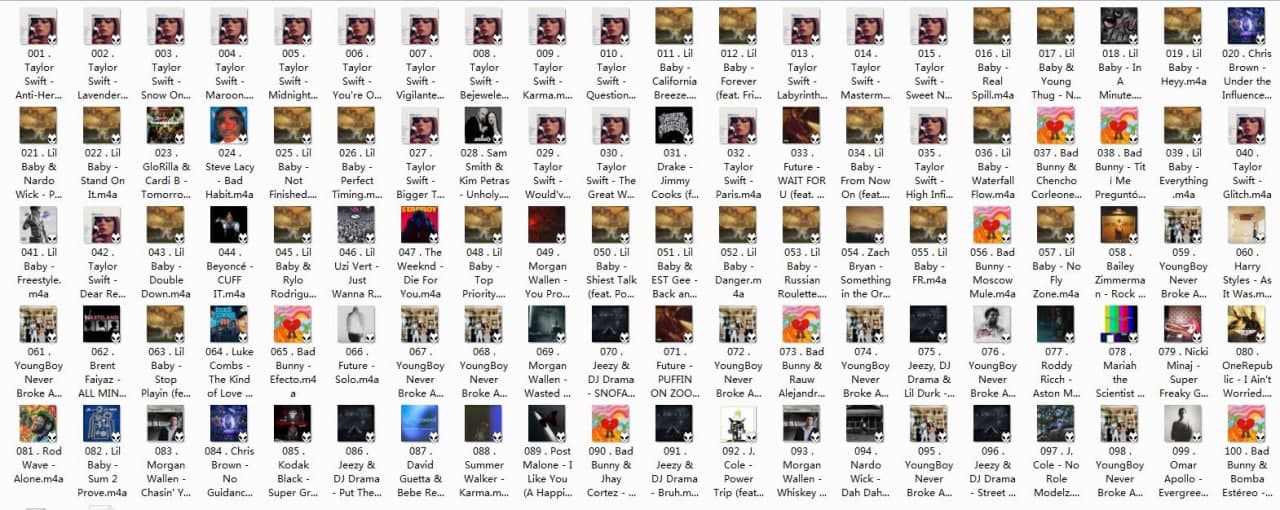 001 .
Taylor
Swift -
Anti-Her...
002 .
Taylor
Swift -
Lavender...
003 .
Taylor
Swift -
Snow On...
004 .
Taylor
Swift -
Maroon....
005 .
Taylor
Swift -
Midnight...
006 .
Taylor
Swift -
You're O...
007 .
Taylor
Swift -
Vigilante...
008 .
Taylor
Swift -
Bejewele...
009 .
Taylor
Swift -
Karma.m...
010 .
Taylor
Swift -
Question...
011 . Lil
Baby -
California
Breeze....
012 . Lil
Baby -
Forever
(feat. Fri...
013 .
Taylor
Swift -
Labyrinth...
014 .
Taylor
Swift -
Masterm...
015 .
Taylor
Swift -
Sweet N...
016 . Lil
Baby -
Real
Spill.m4a
017 . Lil
Baby &
Young
Thug - N...
018 . Lil
Baby - In
A
Minute....
019 . Lil
Baby -
Heyy.m4a
020 . Chris
Brown -
Under the
Influence...
021 . Lil
Baby &
Nardo
Wick - P...
022 . Lil
Baby -
Stand On
It.m4a
023 .
GloRilla &
Cardi B -
Tomorro...
024 .
Steve Lacy
- Bad
Habit.m4a
025 . Lil
Baby -
Not
Finished....
026 . Lil
Baby -
Perfect
Timing.m...
027 .
Taylor
Swift -
Bigger T...
028 . Sam
Smith &
Kim Petras
- Unholy....
029 .
Taylor
Swift -
Would'v...
030 .
Taylor
Swift - The
Great W...
031 .
Drake -
Jimmy
Cooks (f...
032 .
Taylor
Swift -
Paris.m4a
033 .
Future -
WAIT FOR
U (feat. ...
034 . Lil
Baby -
From Now
On (feat....
035 .
Taylor
Swift -
High Infi...
036 . Lil
Baby -
Waterfall
Flow.m4a
037 . Bad
Bunny &
Chencho
Corleone...
038 . Bad
Bunny - Tit
í Me
Preguntó...
039 . Lil
Baby -
Everything
.m4a
040 .
Taylor
Swift -
Glitch.m4a
041 . Lil
Baby -
Freestyle.
m4a
042 .
Taylor
Swift -
Dear Re...
043 . Lil
Baby -
Double
Down.m4a
044 .
Beyoncé -
CUFF
IT.m4a
045 . Lil
Baby &
Rylo
Rodrigu...
046 . Lil
Uzi Vert -
Just
Wanna R...
STARBOY
047 . The
Weeknd -
Die For
You.m4a
048 . Lil
Baby -
Top
Priority....
049 .
Morgan
Wallen -
You Pro...
050 . Lil
Baby -
Shiest Talk
(feat. Po...
051 . Lil
Baby &
EST Gee -
Back an...
052 . Lil
Baby -
Danger.m
4a
053 . Lil
Baby -
Russian
Roulette....
054 . Zach
Bryan -
Something
in the Or...
055 . Lil
Baby -
FR.m4a
056 . Bad
Bunny -
Moscow
Mule.m4a
057 . Lil
Baby - No
Fly
Zone.m4a
058 .
Bailey
Zimmerma
n - Rock ...
059 .
YoungBoy
Never
Broke A...
060 .
Harry
Styles - As
It Was.m...
061 .
YoungBoy
Never
Broke A...
WASTELAND
062 .
Brent
Faiyaz -
ALL MIN...
063 . Lil
Baby -
Stop
Playin (fe...
064 . Luke
Combs -
The Kind
of Love ...
065 . Bad
Bunny -
Efecto.m4
a
066 .
Future -
Solo.m4a
067 .
YoungBoy
Never
Broke A...
068 .
YoungBoy
Never
Broke A...
069 .
Morgan
Wallen -
Wasted ...
070 .
Jeezy &
DJ Drama
- SNOFA...
071 .
Future -
PUFFIN
ON ZOO...
072 .
YoungBoy
Never
Broke A...
073 . Bad
Bunny &
Rauw
Alejandr...
074 .
YoungBoy
Never
Broke A...
075 .
Jeezy, DJ
Drama &
Lil Durk -...
076 .
YoungBoy
Never
Broke A...
077 .
Roddy
Ricch -
Aston M...
078 .
Mariah
the
Scientist ...
079 . Nicki
Minaj -
Super
Freaky G...
080 .
OneRepub
lic - I Ain't
Worried....
081 . Rod
Wave -
Alone.m4a
082 . Lil
Baby -
Sum 2
Prove.m4a
083 .
Morgan
Wallen -
Chasin' Y...
084 . Chris
Brown -
No
Guidanc...
085 .
Kodak
Black -
Super Gr...
086 .
Jeezy &
DJ Drama
- Put The...
087 .
David
Guetta &
Bebe Re...
088 .
Summer
Walker -
Karma.m...
089 . Post
Malone - I
Like You
(A Happi...
090 . Bad
Bunny &
Jhay
Cortez - ...
091 .
Jeezy &
DJ Drama
- Bruh.m...
092 . J.
Cole -
Power
Trip (feat...
093 .
Morgan
Wallen -
Whiskey ...
094 .
Nardo
Wick -
Dah Dah...
095 .
YoungBoy
Never
Broke A...
096 .
Jeezy &
DJ Drama
- Street ...
097 . J.
Cole - No
Role
Modelz....
098 .
YoungBoy
Never
Broke A...
099 .
Omar
Apollo -
Evergree...
100 . Bad
Bunny &
Bomba
Estéreo -...